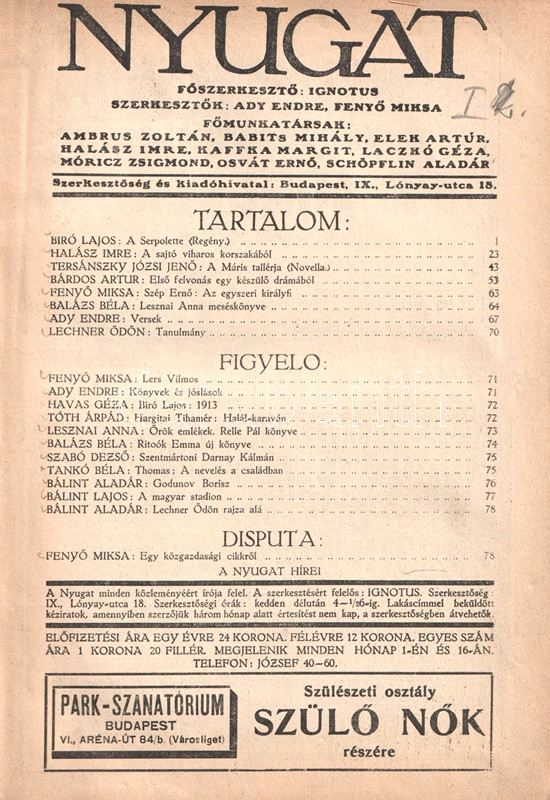 NYUGAT
FŐSZERKESZTŐ: IGNOTUS
SZERKESZTŐK: ADY ENDRE, FENYŐ MIKSA
FŐMUNKATÁRSAK:
AMBRUS ZOLTÁN, BABITS MIHÁLY, ELEK ARTÚR,
HALÁSZ IMRE, KAFFKA MARGIT, LACZKÓ GÉZA,
MÓRICZ ZSIGMOND, OSVÁT ERNŐ, SCHÖPFLIN ALADÁR
Szerkesztőség és Kiadóhivatal: Budapest, IX., Lónyay-utca 18.
TARTALOM:
BIRÓ LAJOS: A Serpolette (Regény.) 1
HALÁSZ IMRE: A sajtó viharos korszakából 23
TERSÁNSZKY JÓZSI JENŐ: A Máris tallérja (Novella.) 43
BÁRDOS ARTUR: Első felvonás egy készülő drámából 53
FENYŐ MIKSA: Szép Ernő: Az egyszeri királyfi 63
BALÁZS BÉLA: Lesznai Anna meséskönyve 64
ADY ENDRE: Versek 67
LECHNER ÖDÖN: Tanulmány 70
FIGYELO:
FENYŐ MIKSA: Lers Vilmos 71
ADY ENDRE: Könyvek és jóslások 71
HAVAS GÉZA: Biró Lajos: 1913 72
TÓTH ÁRPÁD: Hargitai Tihamér: Halál-karaván 72
LESZNAI ANNA: Örök emlékek. Relle Pál könyve 73
BALÁZS BÉLA: Ritoók Emma új könyve 74
SZABÓ DEZSŐ: Szentmártoni Darnay Kálmán 75
TANKÓ BÉLA: Thomas: A nevelés a családban 75
BÁLINT ALADÁR: Godunov Borisz 76
BÁLINT LAJOS: A magyar stadion 77
BÁLINT ALADÁR: Lechner Ödön rajza alá 78
DISPUTA:
FENYŐ MIKSA: Egy közgazdasági cikkről 78
A NYUGAT HÍREI
A Nyugat minden közleményéért írója felel. A szerkesztésért felelős: IGNOTUS. Szerkesztőség:
IX., Lónyay-utca 18. Szerkesztőségi órák: kedden délután 4—1/26-ig. Lakáscímmel beküldött
kéziratok, amennyiben szerzőjük három hónap alatt értesítést nem kap, a szerkesztőségben átvehetők.
ELŐFIZETÉSI ÁRA EGY ÉVRE 24 KORONA. FÉLÉVRE 12 KORONA. EGYES SZÁM
ÁRA 1 KORONA 20 FILLÉR. MEGJELENIK MINDEN HÓNAP 1-ÉN ÉS 16-ÁN.
TELEFON: JÓZSEF 40—60.
PARK-SZANATÓRIUM
BUDAPEST
VI., ARÉNA-ÚT 84/b. (Városliget)
Szülészeti osztály
SZÜLŐ NŐK
részére